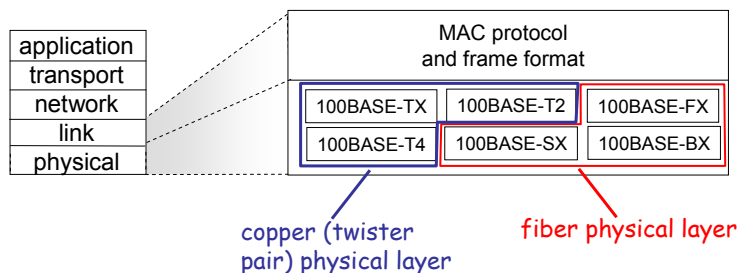 application
transport
network
link
physical
MAC protocol
and frame format
100BASE-TX
100BASE-T2
100BASE-FX
100BASE-T4
100BASE-SX
100BASE-BX
copper (twister
pair) physical layer
fiber physical layer